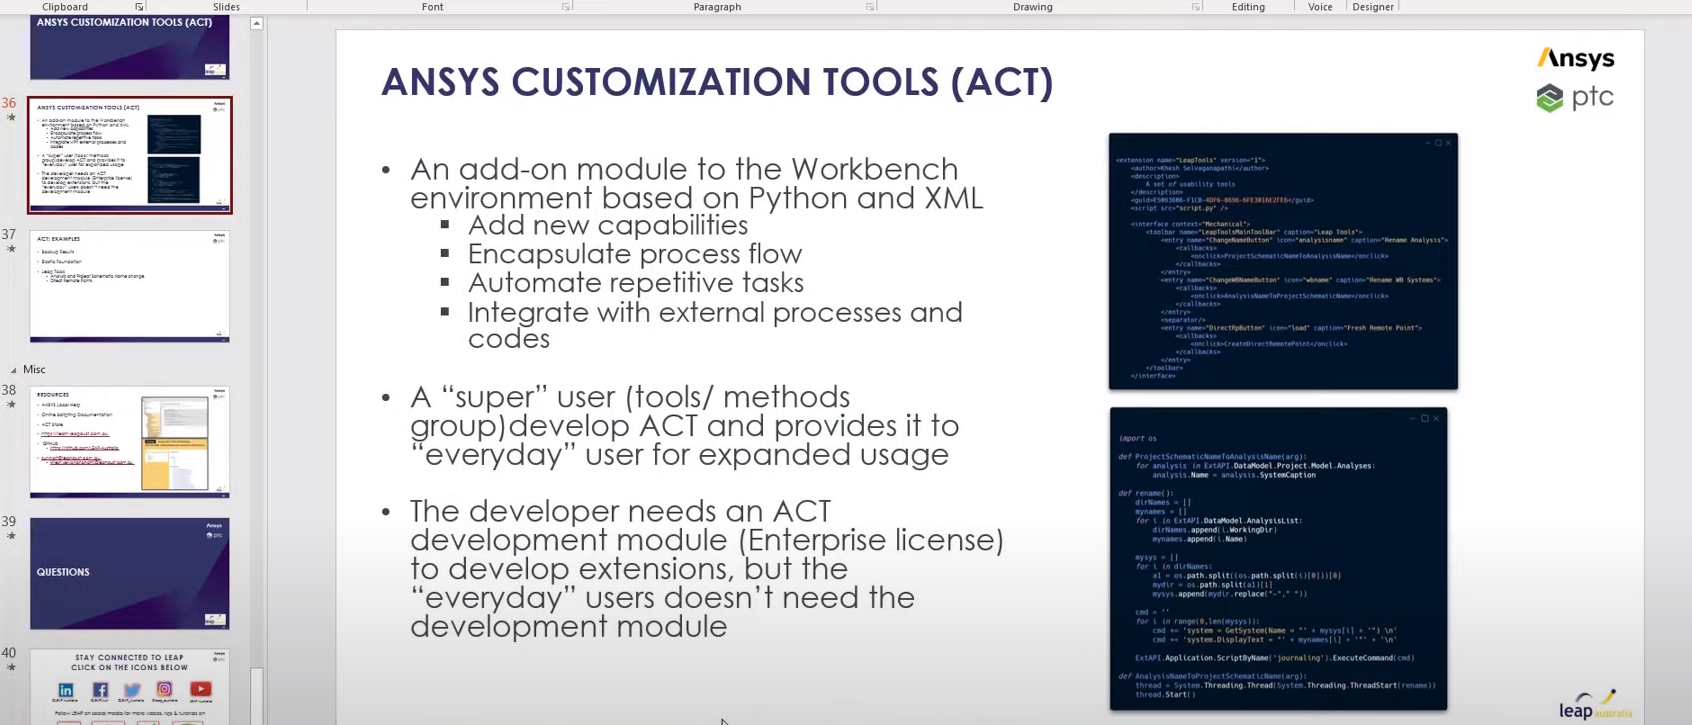 Clipboard
Slides
Font
Paragraph
Drawing
Editing
Voice
Designer
ANSYS CUSTOMIZATION TOOLS (ACT)
36
ANSYS CUSTOMIZATION TOOLS (ACT)
37
ACT: EXAMPLES
Misc
38
RESOURCES
39
Ansys
ptc
QUESTIONS
40
STAY CONNECTED TO LEAP
CLICK ON THE ICONS BELOW
ANSYS CUSTOMIZATION TOOLS (ACT)
Ansys
ptc
• An add-on module to the Workbench
environment based on Python and XML
▪ Add new capabilities
▪ Encapsulate process flow
▪ Automate repetitive tasks
▪ Integrate with external processes and
codes
• A “super” user (tools/ methods
group)develop ACT and provides it to
“everyday” user for expanded usage
• The developer needs an ACT
development module (Enterprise license)
to develop extensions, but the
“everyday” users doesn’t need the
development module
<extension name="LeapTools" version="1">
<author>Khesh Selvaganapathi</author>
<description>
A set of usability tools
</description>
<script src="script.py" />
<interface context="Mechanical">
<toolbar name="LeapToolsMainToolBar" caption="Leap Tools">
<entry name="ChangeNameButton" icon="analysisname" caption="Rename Analysis">
<callbacks>
<onclick>ProjectSchematicNameToAnalysisName</onclick>
</callbacks>
</entry>
<entry name="ChangeWBNameButton" icon="wbname" caption="Rename WB Systems">
<callbacks>
<onclick>AnalysisNameToProjectSchematicName</onclick>
</callbacks>
</entry>
<separator/>
<entry name="DirectRpButton" icon="load" caption="Fresh Remote Point">
<callbacks>
<onclick>CreateDirectRemotePoint</onclick>
</callbacks>
</entry>
</toolbar>
</interface>
import os
def ProjectSchematicNameToAnalysisName(arg):
for analysis in ExtAPI.DataModel.Project.Model.Analyses:
analysis.Name = analysis.SystemCaption
def rename():
dirNames = []
mynames = []
for i in ExtAPI.DataModel.AnalysisList:
dirNames.append(i.WorkingDir)
mynames.append(i.Name)
mysys = []
for i in dirNames:
a1 = os.path.split((os.path.split(i)[0]))[0]
mydir = os.path.split(a1)[1]
mysys.append(mydir.replace("-"," "))
cmd = ''
for i in range(0,len(mysys)):
cmd += 'system = GetSystem(Name = "' + mysys[i] + '") \n'
cmd += 'system.DisplayText = "' + mynames[i] + '"' + '\n'
ExtAPI.Application.ScriptByName('journaling').ExecuteCommand(cmd)
def AnalysisNameToProjectSchematicName(arg):
thread = System.Threading.Thread(System.Threading.ThreadStart(rename))
thread.Start()
leap australia